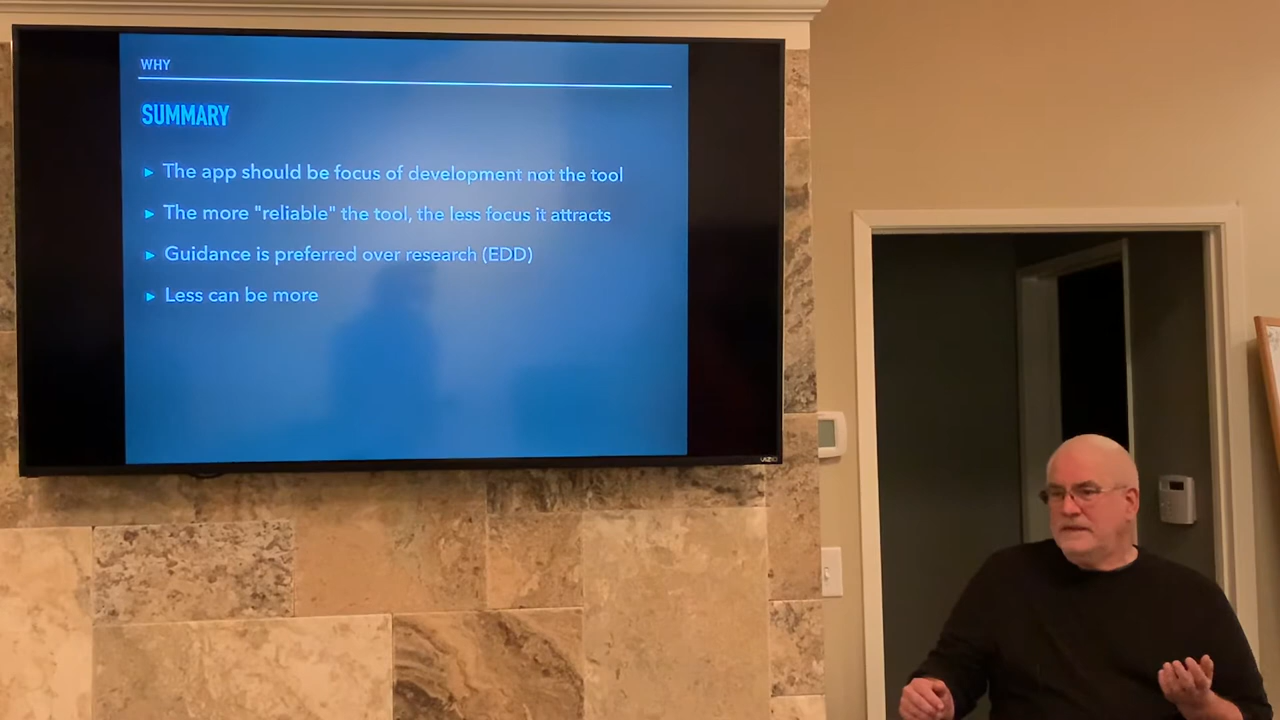 WHY
SUMMARY
▸ The app should be focus of development not the tool
▸ The more "reliable" the tool, the less focus it attracts
▸ Guidance is preferred over research (EDD)
▸ Less can be more
VIZIO